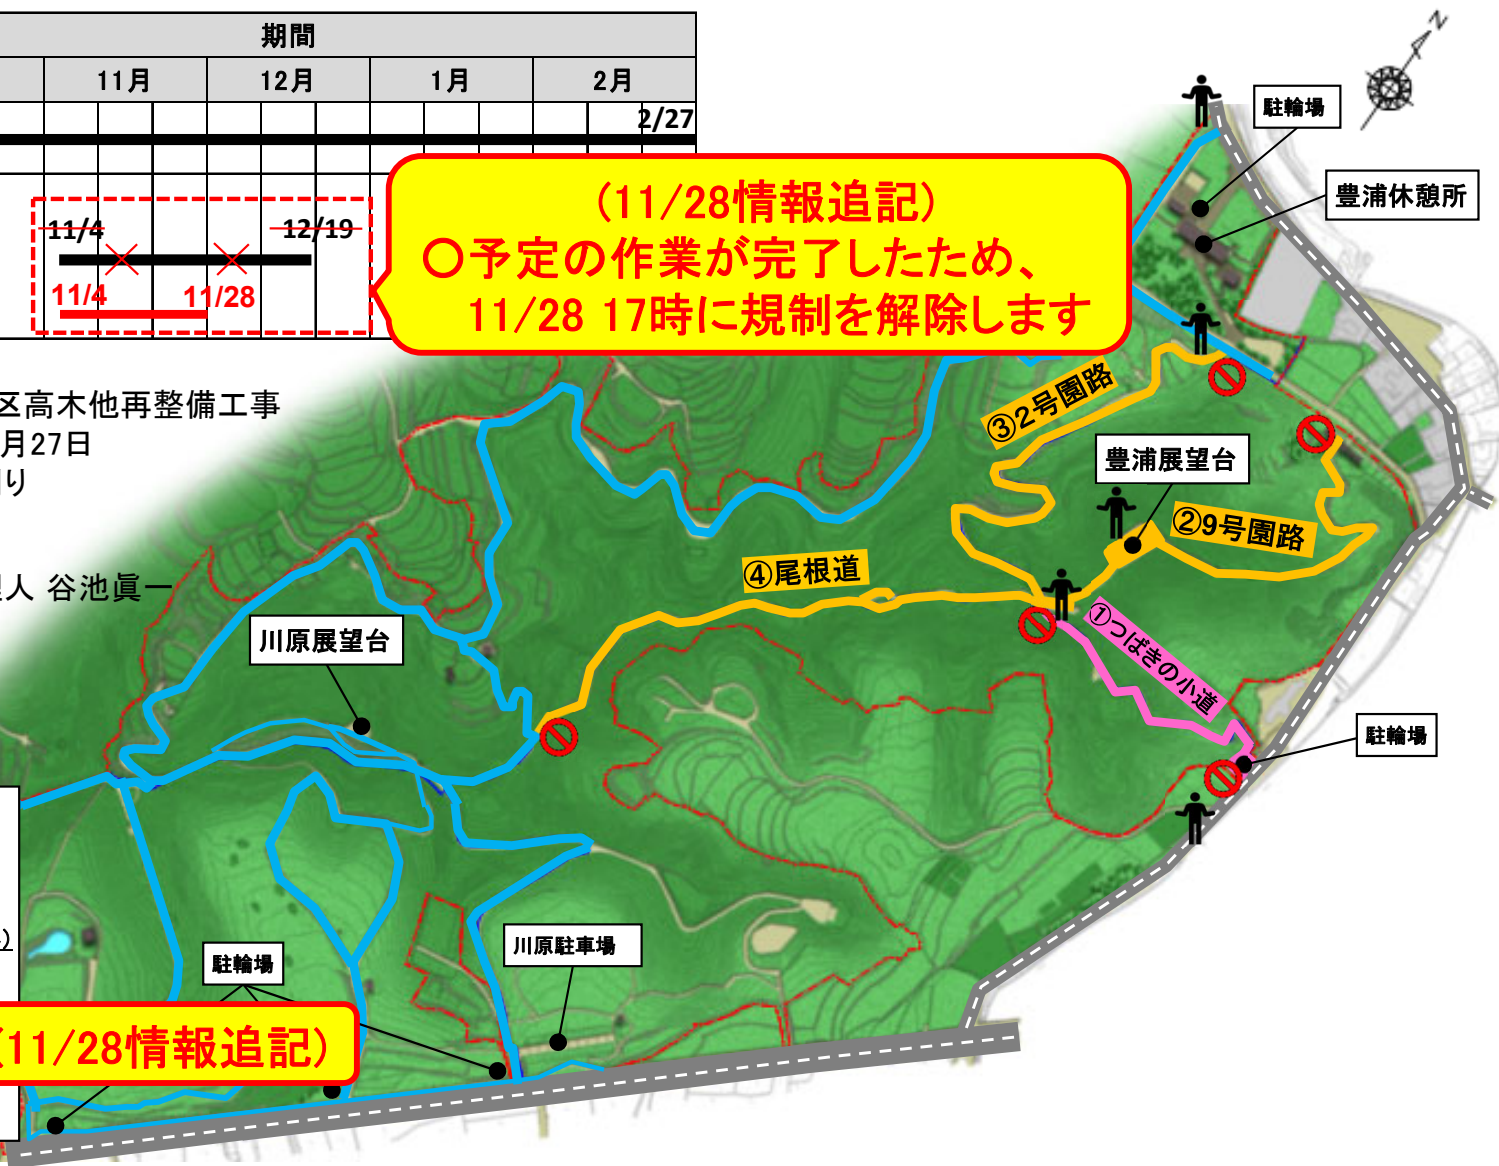 期間
11月
12月
1月
2月
2/27
11/4
12/19
11/4
11/28
(11/28情報追記)
〇予定の作業が完了したため、
11/28 17時に規制を解除します
N
駐輪場
豊浦休憩所
区高木他再整備工事
月27日
人 谷池眞一
③2号園路
豊浦展望台
②9号園路
④尾根道
①つばきの小道
川原展望台
駐輪場
駐輪場
川原駐車場
(11/28情報追記)